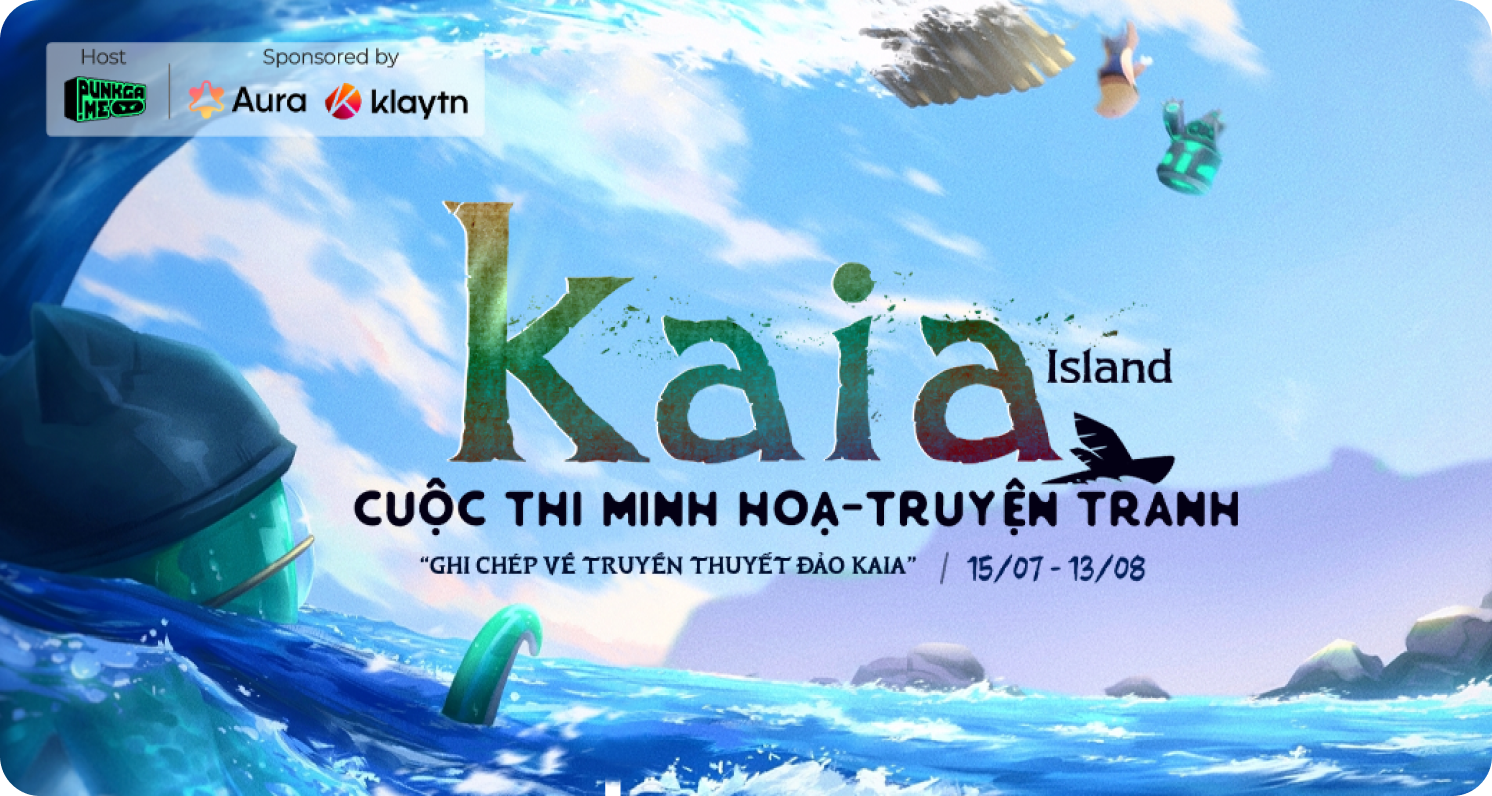 Host
Sponsored by
PUNKGA
.ME
Aura
klaytn
Kaia
Island
CUỘC THI MINH HOẠ-TRUYỆN TRANH
“GHI CHÉP VỀ TRUYỀN THUYẾT ĐẢO KAIA” | 15/07 - 13/08